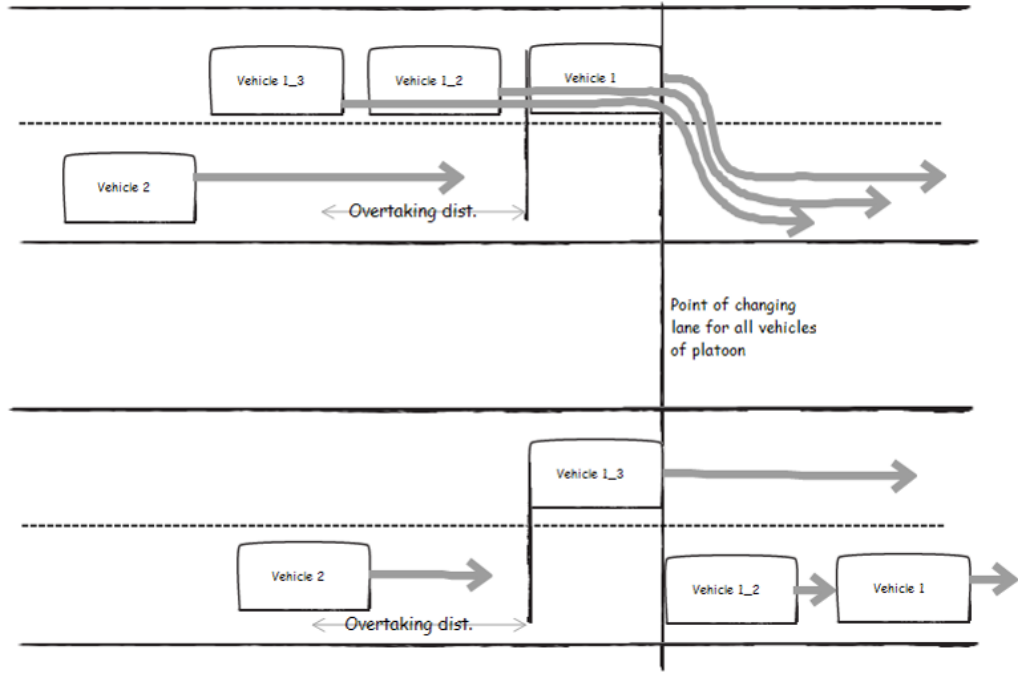 Vehicle 1_3
Vehicle 1_2
Vehicle 1
Vehicle 2
Overtaking dist.
Point of changing
lane for all vehicles
of platoon
Vehicle 1_3
Vehicle 2
Vehicle 1_2
Vehicle 1
Overtaking dist.